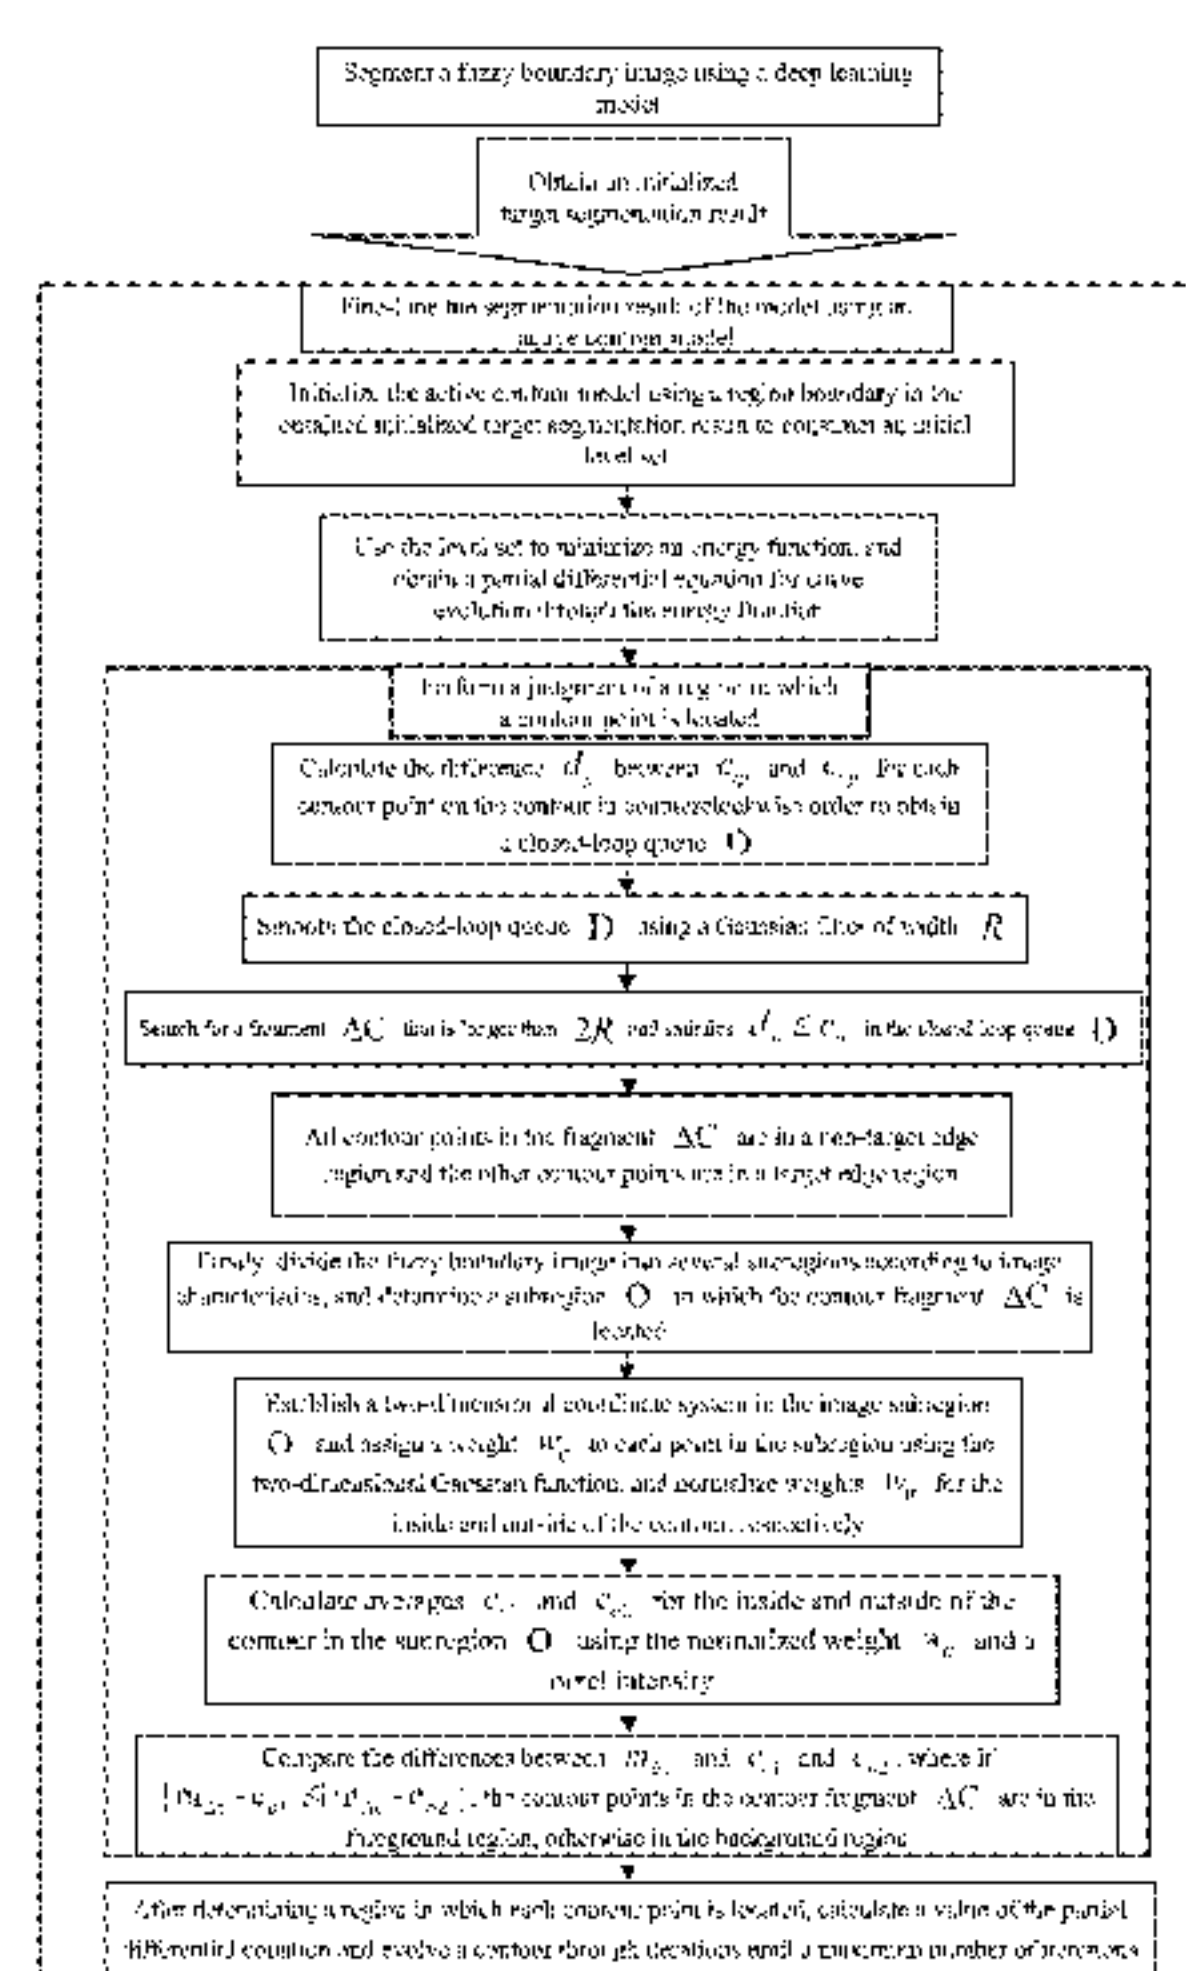 Segment a fuzzy boundary image using a deep learning
model
Obtain an initialized
target segmentation result
Fine-tune the segmentation result of the model using an
active contour model
Initialize the active contour model using a region boundary in the
obtained initialized target segmentation result to construct an initial
level set
Use the level set to minimize an energy function, and
obtain a partial differential equation for curve
evolution through the energy function
Perform a judgment of a region in which
a contour point is located
Calculate the difference between and for each
contour point on the contour in counterclockwise order to obtain
a closed-loop queue D
Smooth the closed-loop queue D using a Gaussian filter of width R
Search for a fragment ΔC that is longer than 2R and satisfies in the closed-loop queue D
All contour points in the fragment ΔC are in a non-target edge
region and the other contour points are in a target edge region
Firstly, divide the fuzzy boundary image into several subregions according to image
characteristics, and determine a subregion O in which the contour fragment ΔC is
located
Establish a two-dimensional coordinate system in the image subregion
O and assign a weight to each point in the subregion using the
two-dimensional Gaussian function, and normalize weights for the
inside and outside of the contour, respectively
Calculate averages and for the inside and outside of the
contour in the subregion O using the normalized weight and a
pixel intensity
Compare the differences between and and , where if
, the contour points in the contour fragment ΔC are in the
foreground region, otherwise in the background region
After determining a region in which each contour point is located, calculate a value of the partial
differential equation and evolve a contour through iterations until a maximum number of iterations